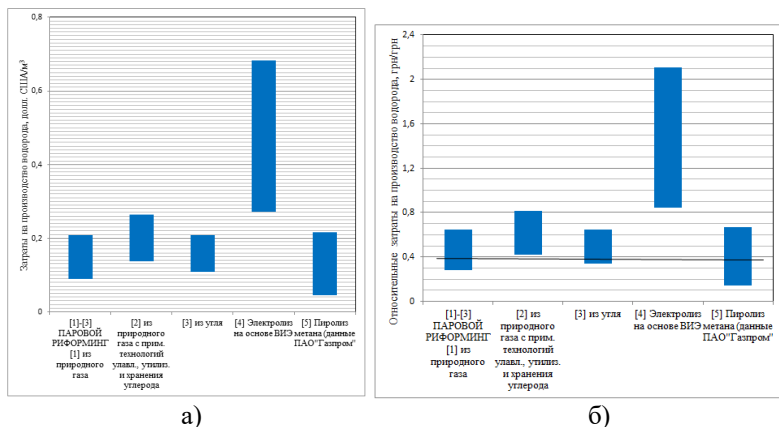 Затраты на производство водорода, долл. США/м³
0,8
0,6
0,4
0,2
0
[1]-[3]
ПАРОВОЙ
РИФОРМИНГ
[1] из
природного
газа
[2] из
природного
газа с прим.
технологий
улавл., утилиз.
и хранения
углерода
[3] из угля
[4] Электролиз
на основе ВИЭ
[5] Пиролиз
метана (данные
ПАО"Газпром"
а)
Относительные затраты на производство водорода, грн/грн
2,4
2
1,6
1,2
0,8
0,4
0
[1]-[3]
ПАРОВОЙ
РИФОРМИНГ
[1] из
природного
газа
[2] из
природного
газа с прим.
технологий
улавл., утилиз.
и хранения
углерода
[3] из угля
[4] Электролиз
на основе ВИЭ
[5] Пиролиз
метана (данные
ПАО"Газпром"
б)